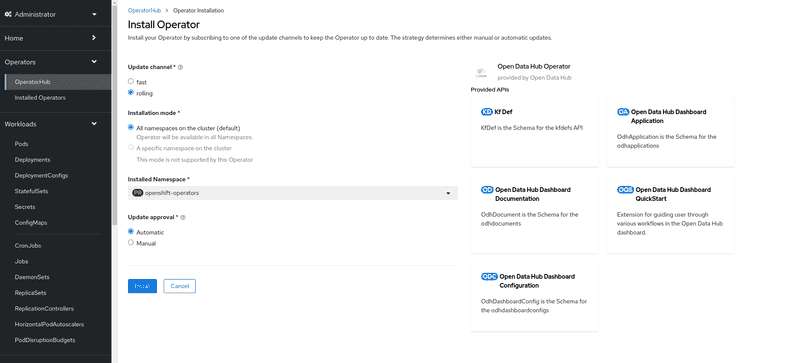 Administrator
Home
Operators
OperatorHub
Installed Operators
Workloads
Pods
Deployments
DeploymentConfigs
StatefulSets
Secrets
ConfigMaps
CronJobs
Jobs
DaemonSets
ReplicaSets
ReplicationControllers
HorizontalPodAutoscalers
PodDisruptionBudgets
OperatorHub > Operator Installation
Install Operator
Install your Operator by subscribing to one of the update channels to keep the Operator up to date. The strategy determines either manual or automatic updates.
Update channel *
fast
rolling
Installation mode *
All namespaces on the cluster (default)
Operator will be available in all Namespaces.
A specific namespace on the cluster
This mode is not supported by this Operator
Installed Namespace *
PR openshift-operators
Update approval *
Automatic
Manual
Cancel
Open Data Hub Operator
provided by Open Data Hub
Provided APIs
KD Kf Def
KfDef is the Schema for the kfdefs API
OA Open Data Hub Dashboard
Application
OdhApplication is the Schema for the
odhapplications
OD Open Data Hub Dashboard
Documentation
OdhDocument is the Schema for the
odhdocuments
OQS Open Data Hub Dashboard
QuickStart
Extension for guiding user through
various workflows in the Open Data Hub
dashboard.
ODC Open Data Hub Dashboard
Configuration
OdhDashboardConfig is the Schema for
the odhdashboardconfigs